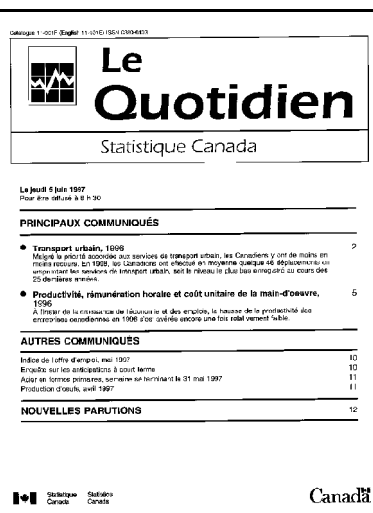 Catalogue 11-001F (English 11-001E) ISSN 0380-6403
Le
Quotidien
Statistique Canada
Le jeudi 5 juin 1997
Pour être diffusé à 8 h 30
PRINCIPAUX COMMUNIQUÉS
● Transport urbain, 1996 2
Malgré la priorité accordée aux services de transport urbain, les Canadiens y ont de moins en
moins recours. En 1996, les Canadiens ont effectué en moyenne quelque 46 déplacements en
empruntant les services de transport urbain, soit le niveau le plus bas enregistré au cours des
25 dernières années.
● Productivité, rémunération horaire et coût unitaire de la main-d'oeuvre, 5
1996
À l'instar de la croissance de l'économie et des emplois, la hausse de la productivité des
entreprises canadiennes en 1996 s'est avérée encore une fois relativement faible.
AUTRES COMMUNIQUÉS
Indice de l'offre d'emploi, mai 1997 10
Enquête sur les anticipations à court terme 10
Acier en formes primaires, semaine se terminant le 31 mai 1997 11
Production d'oeufs, avril 1997 11
NOUVELLES PARUTIONS 12
Statistique Statistics
Canada Canada
Canada